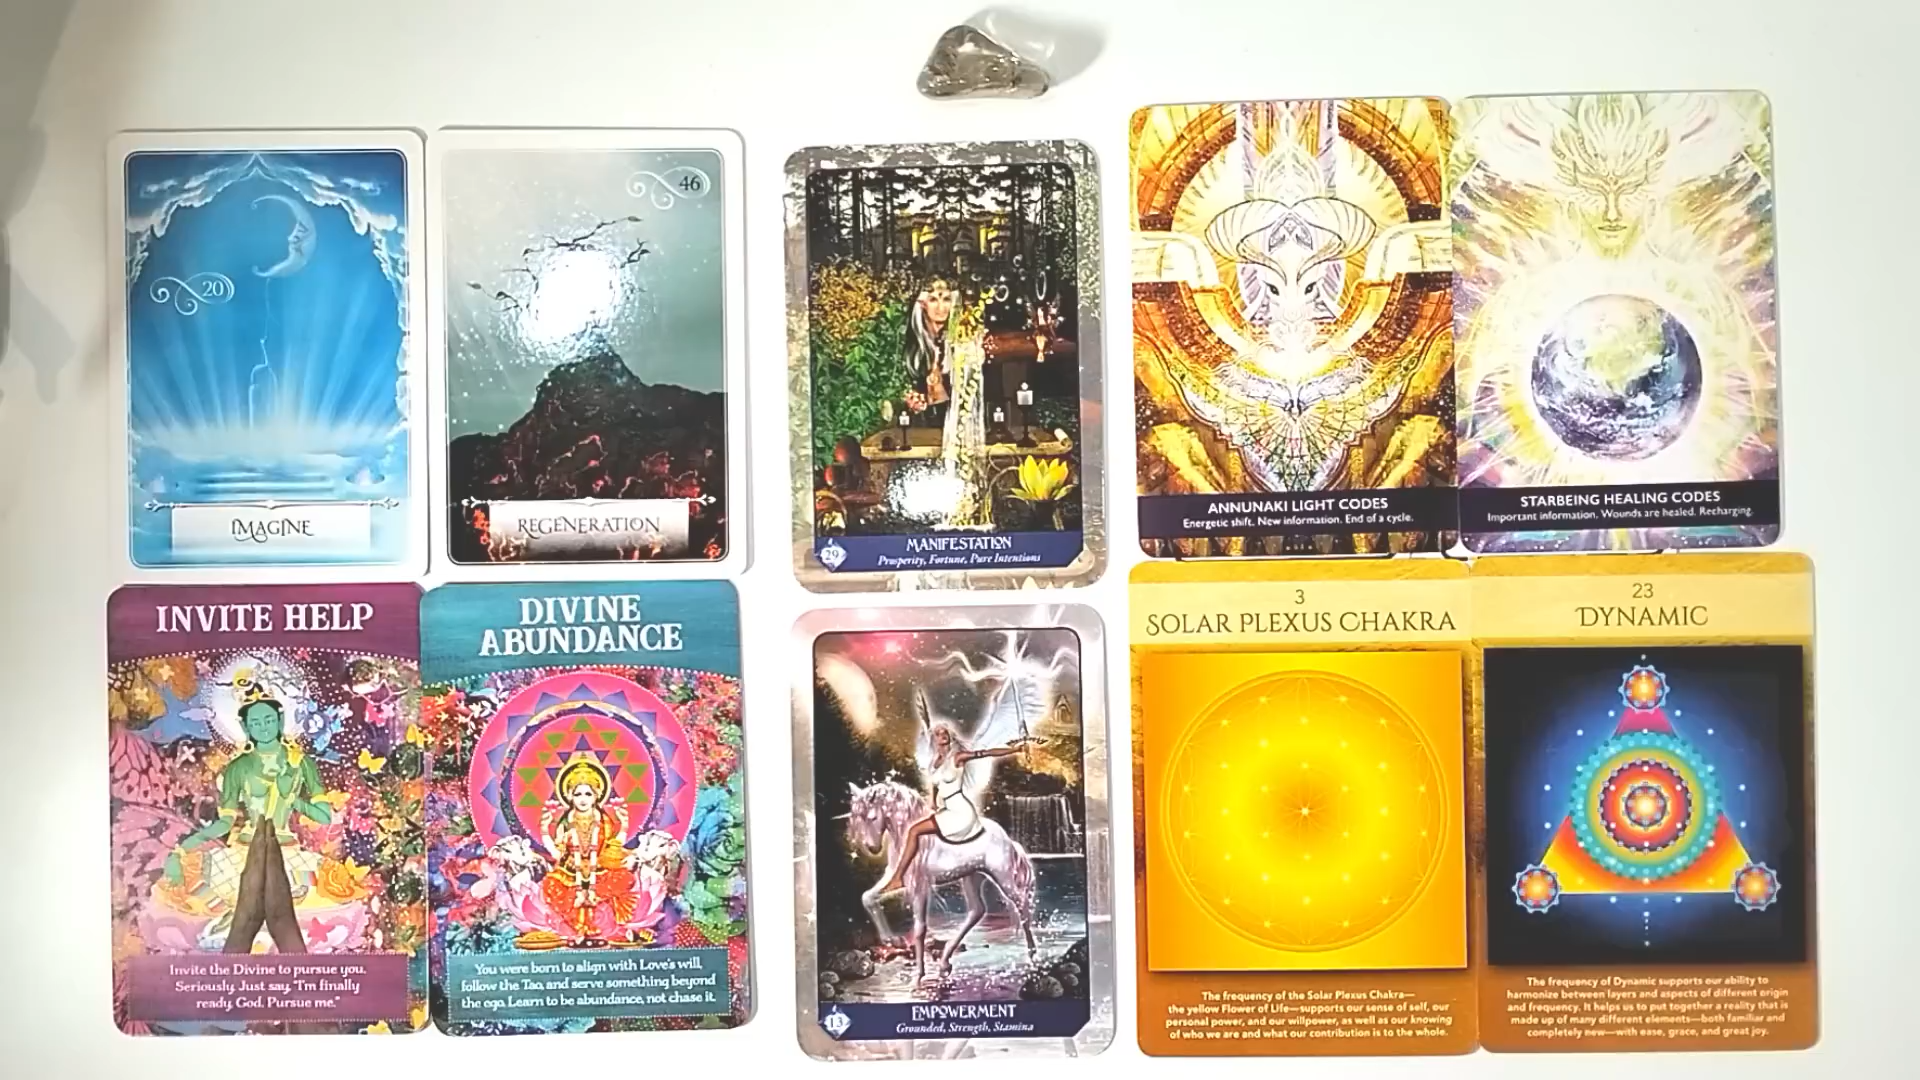 20
IMAGINE
46
REGENERATION
29
MANIFESTATION
Prosperity, Fortune, Pure Intentions
ANNUNAKI LIGHT CODES
Energetic shift. New information. End of a cycle.
STARBEING HEALING CODES
Important information. Wounds are healed. Recharging.
INVITE HELP
Invite the Divine to pursue you.
Seriously. Just say, "I'm finally
ready, God. Pursue me."
DIVINE
ABUNDANCE
You were born to align with Love's will,
follow the Tao, and serve something beyond
the ego. Learn to be abundance, not chase it.
13
EMPOWERMENT
Grounded, Strength, Stamina
3
SOLAR PLEXUS CHAKRA
The frequency of the Solar Plexus Chakra—
the yellow Flower of Life—supports our sense of self, our
personal power, and our willpower, as well as our knowing
of who we are and what our contribution is to the whole.
23
DYNAMIC
The frequency of Dynamic supports our ability to
harmonize between layers and aspects of different origin
and frequency. It helps us to put together a reality that is
made up of many different elements—both familiar and
completely new—with ease, grace, and great joy.